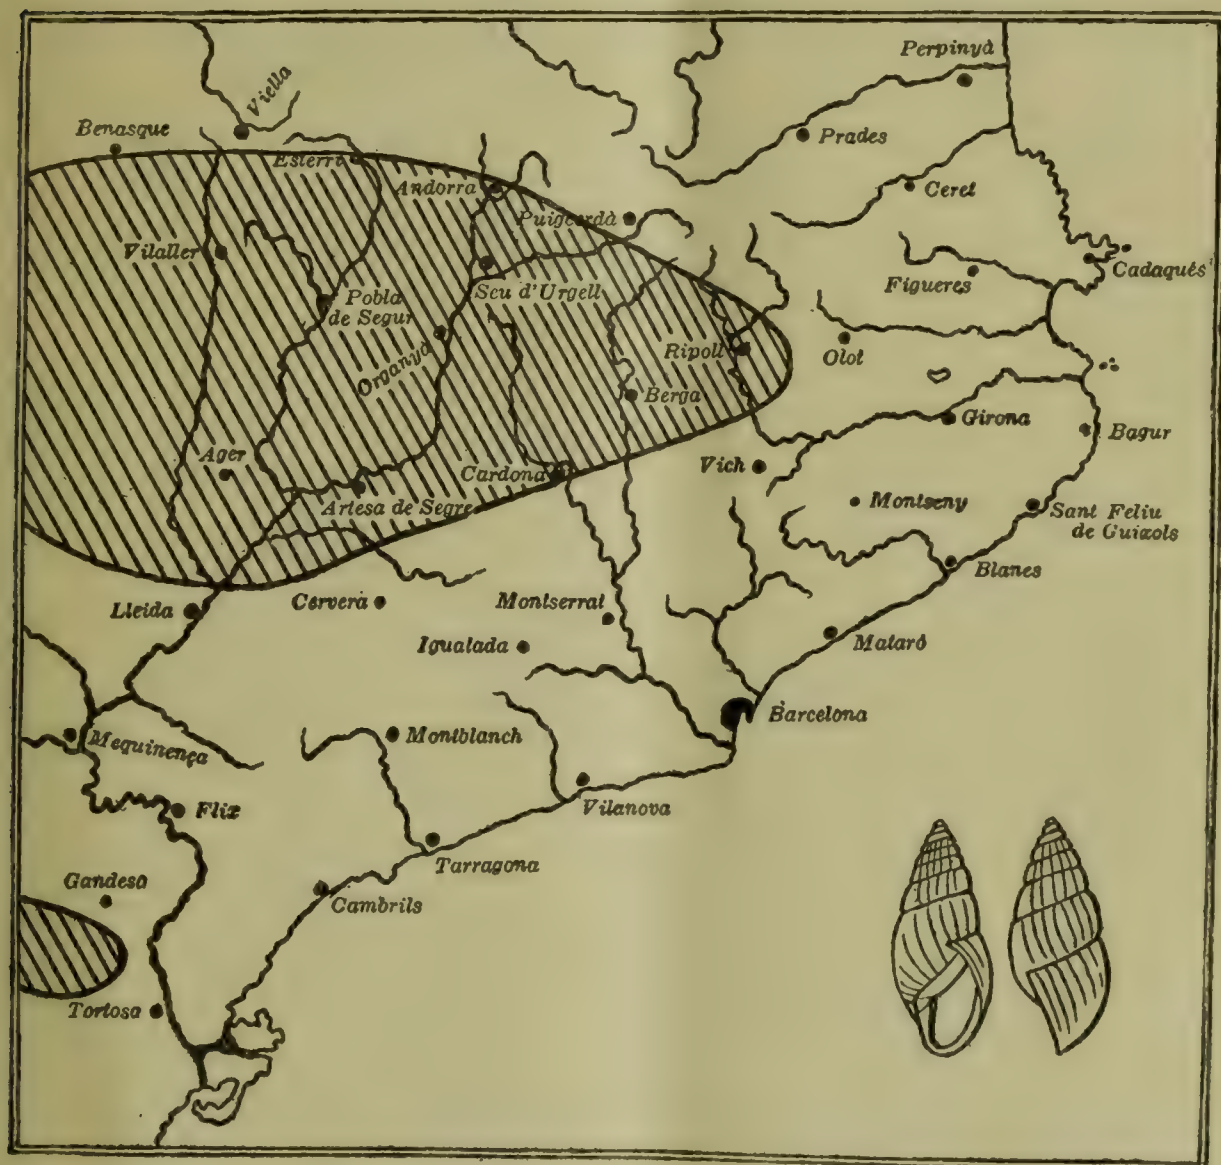 Perpinyà
Viella
Benasque
Prades
Esterri
Andorra
Ceret
Puigcerdà
Vilaller
Cadaqués
Figueres
Seu d'Urgell
Pobla
de Segur
Organyà
Ripoll
Olot
Berga
Girona
Bagur
Ager
Cardona
Vich
Artesa de Segre
Montseny
Sant Feliu
de Guixols
Blanes
Lleida
Cervera
Montserrat
Igualada
Mataró
Barcelona
Mequinença
Montblanch
Flix
Vilanova
Tarragona
Gandesa
Cambrils
Tortosa